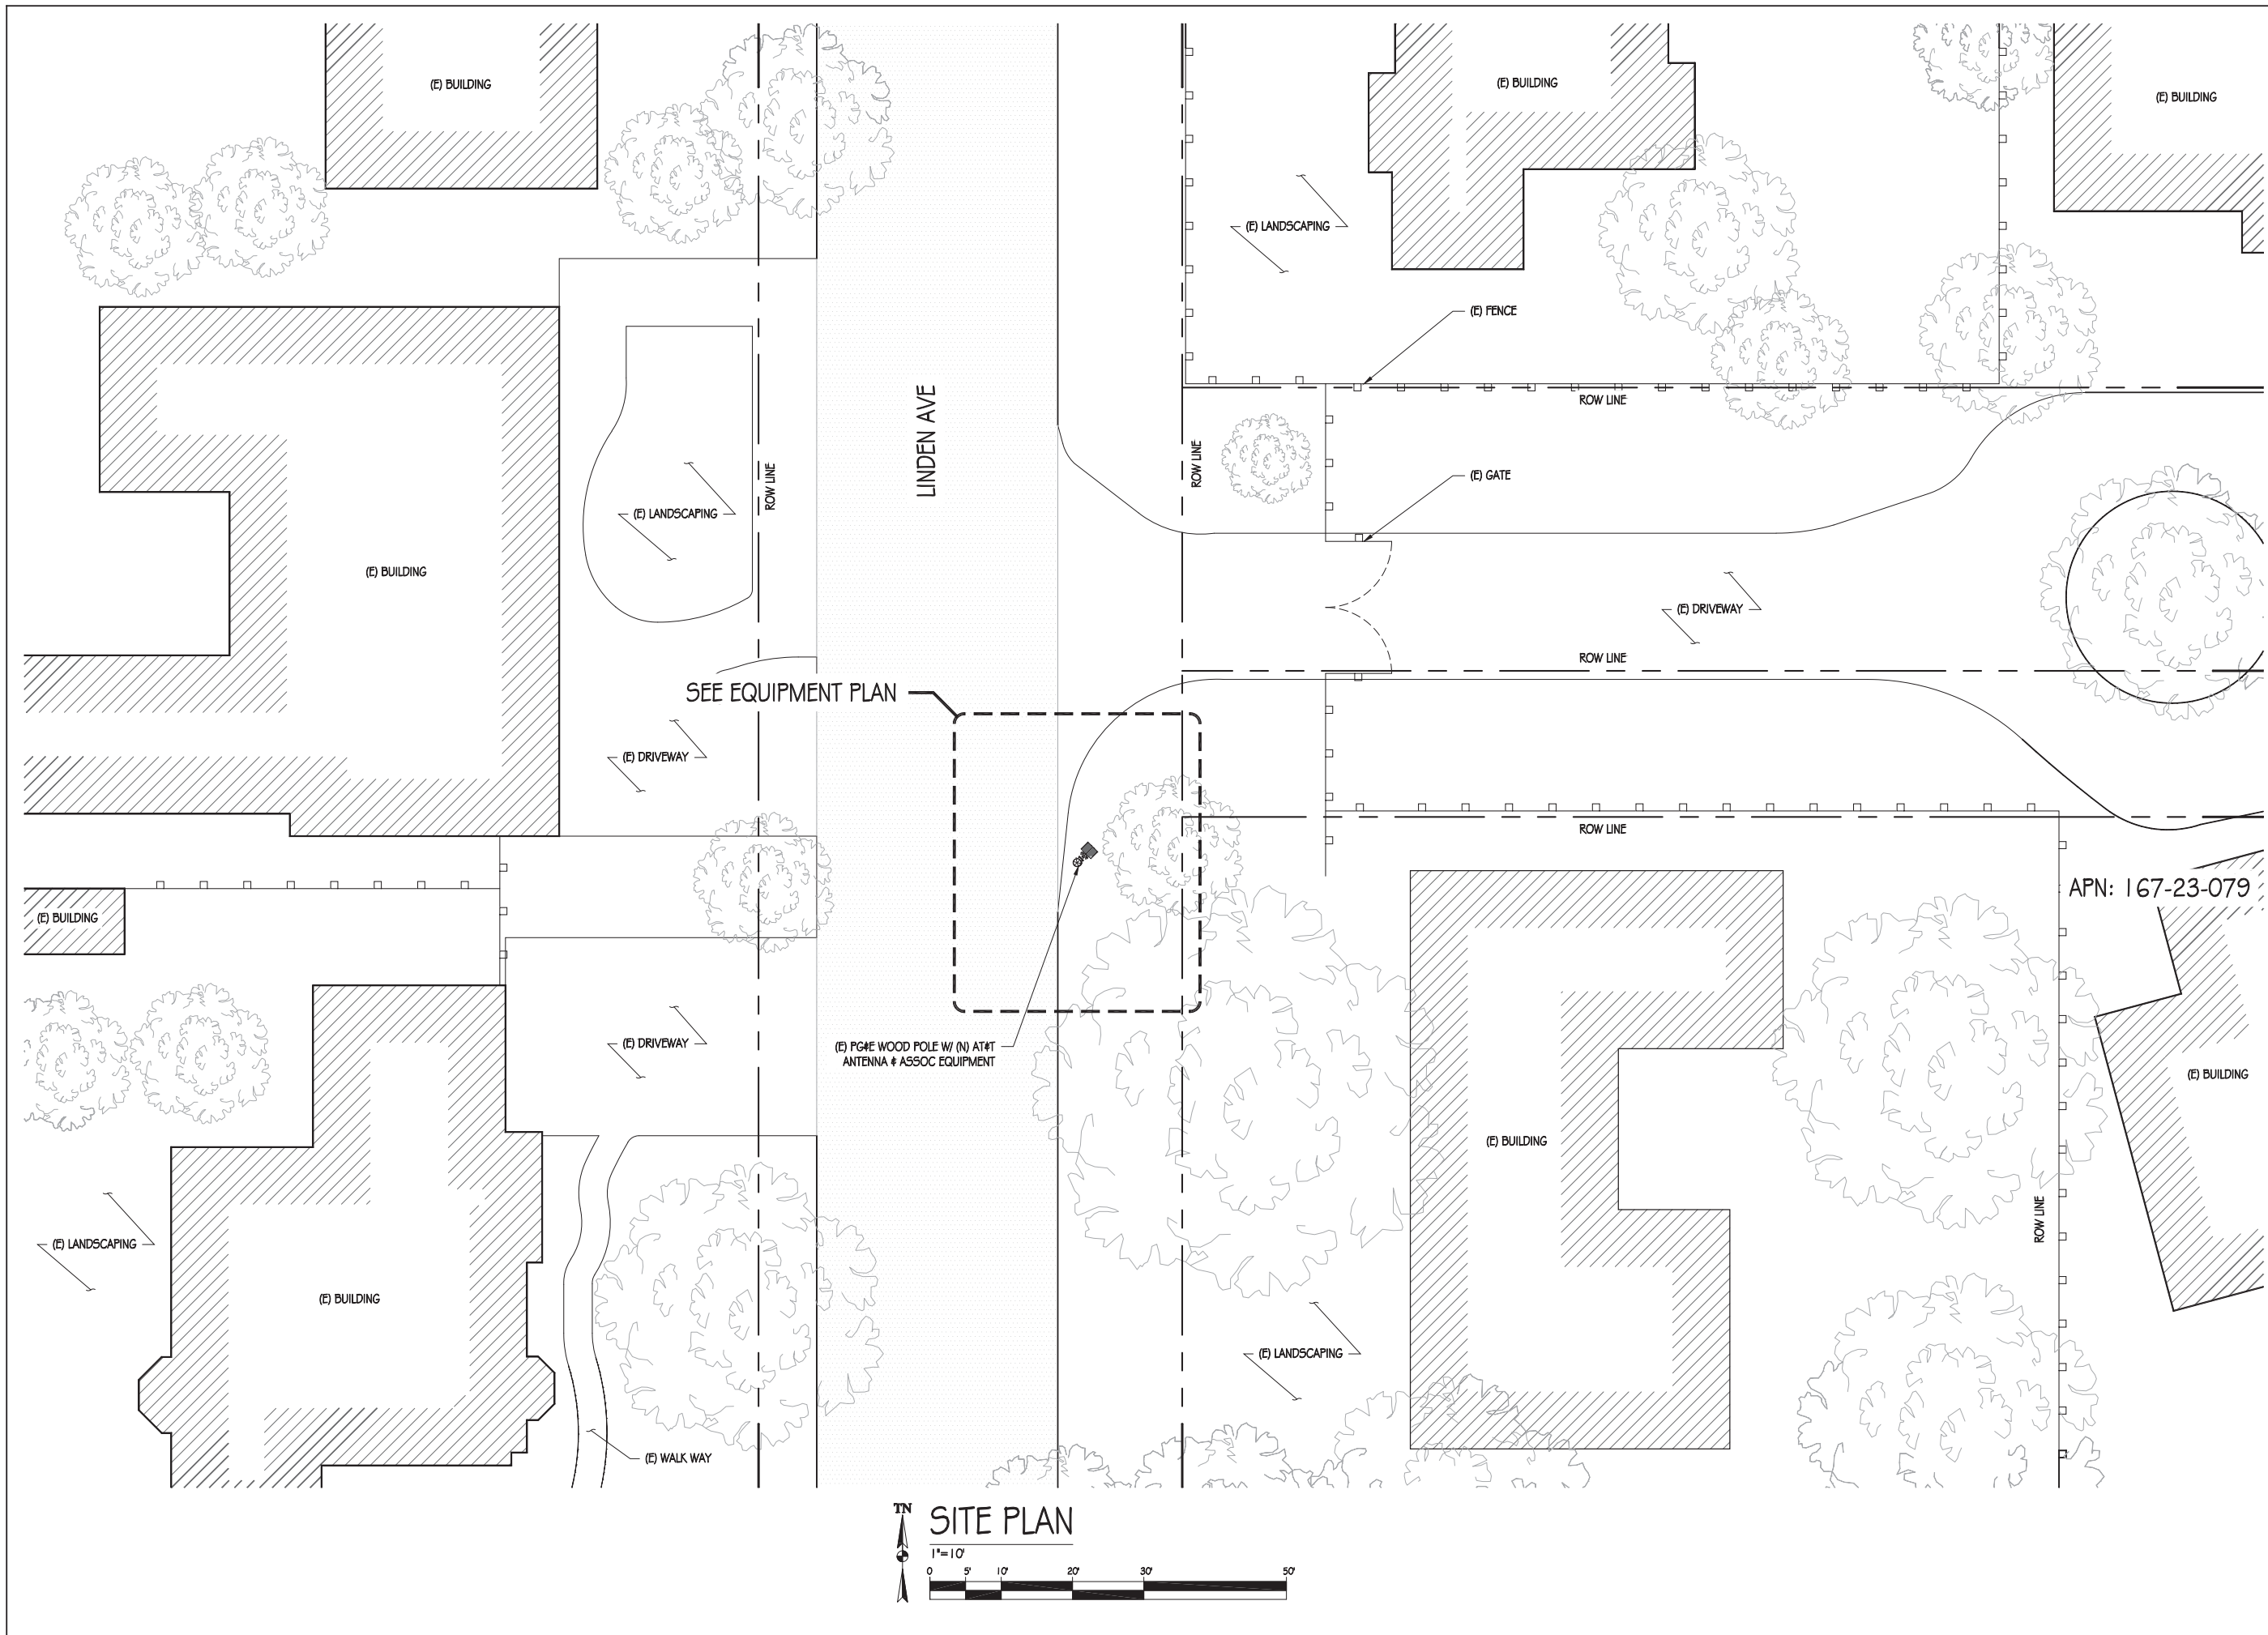 (E) BUILDING
(E) BUILDING
(E) BUILDING
(E) LANDSCAPING
(E) FENCE
ROW LINE
LINDEN AVE
ROW LINE
ROW LINE
(E) GATE
(E) LANDSCAPING
(E) BUILDING
(E) DRIVEWAY
ROW LINE
SEE EQUIPMENT PLAN
(E) DRIVEWAY
ROW LINE
APN: 167-23-079
(E) BUILDING
(E) DRIVEWAY
(E) PG&E WOOD POLE W/ (N) AT&T
ANTENNA & ASSOC EQUIPMENT
(E) BUILDING
(E) BUILDING
ROW LINE
(E) LANDSCAPING
(E) BUILDING
(E) LANDSCAPING
(E) WALK WAY
TN
SITE PLAN
1"=10'
0 5' 10' 20' 30' 50'